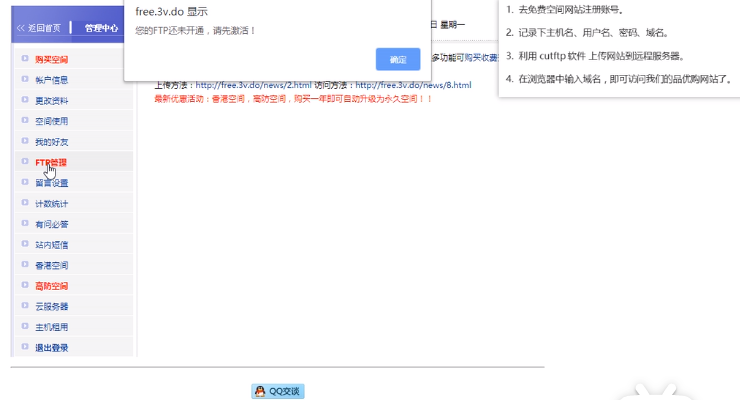 free.3v.do 显示
您的FTP还未开通，请先激活！
确定
日 星期一
<< 返回首页
管理中心
多功能可购买收费
上传方法：http://free.3v.do/news/2.html 访问方法：http://free.3v.do/news/8.html
最新优惠活动：香港空间，高防空间，购买一年即可自动升级为永久空间！！
购买空间
帐户信息
更改资料
空间使用
我的好友
FTP管理
留言设置
计数统计
有问必答
站内短信
香港空间
高防空间
云服务器
主机租用
退出登录
QQ交谈
1. 去免费空间网站注册账号。
2. 记录下主机名、用户名、密码、域名。
3. 利用 cutftp 软件 上传网站到远程服务器。
4. 在浏览器中输入域名，即可访问我们的品优购网站了。